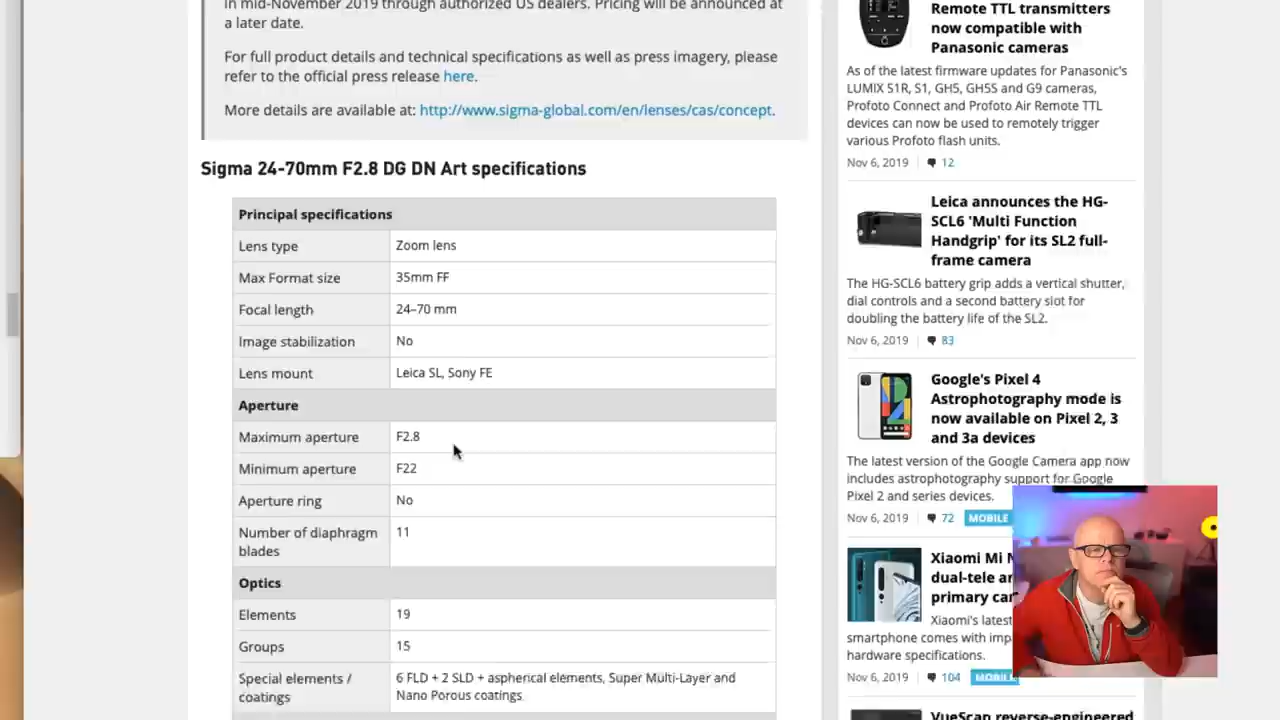 in mid-November 2019 through authorized US dealers. Pricing will be announced at
a later date.
For full product details and technical specifications as well as press imagery, please
refer to the official press release here.
More details are available at: http://www.sigma-global.com/en/lenses/cas/concept.
Sigma 24-70mm F2.8 DG DN Art specifications
Principal specifications
Lens type Zoom lens
Max Format size 35mm FF
Focal length 24–70 mm
Image stabilization No
Lens mount Leica SL, Sony FE
Aperture
Maximum aperture F2.8
Minimum aperture F22
Aperture ring No
Number of diaphragm 11
blades
Optics
Elements 19
Groups 15
Special elements / 6 FLD + 2 SLD + aspherical elements, Super Multi-Layer and
coatings Nano Porous coatings
Remote TTL transmitters
now compatible with
Panasonic cameras
As of the latest firmware updates for Panasonic's
LUMIX S1R, S1, GH5, GH5S and G9 cameras,
Profoto Connect and Profoto Air Remote TTL
devices can now be used to remotely trigger
various Profoto flash units.
Nov 6, 2019 12
Leica announces the HG-
SCL6 'Multi Function
Handgrip' for its SL2 full-
frame camera
The HG-SCL6 battery grip adds a vertical shutter,
dial controls and a second battery slot for
doubling the battery life of the SL2.
Nov 6, 2019 83
Google's Pixel 4
Astrophotography mode is
now available on Pixel 2, 3
and 3a devices
The latest version of the Google Camera app now
includes astrophotography support for Google
Pixel 2 and series devices.
Nov 6, 2019 72 MOBILE
Xiaomi Mi
dual-tele
primary
Xiaomi's latest
smartphone comes with
hardware specifications.
Nov 6, 2019 104 MOBILE
VueScan reverse-engineered